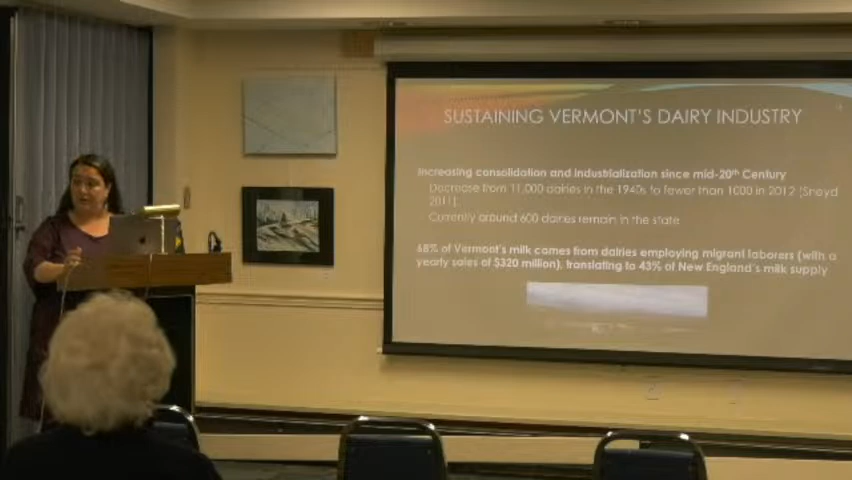 SUSTAINING VERMONT'S DAIRY INDUSTRY
Increasing consolidation and industrialization since mid-20th Century
Decrease from 11,000 dairies in the 1940s to fewer than 1000 in 2012 (Sneyd
2011).
Currently around 600 dairies remain in the state
68% of Vermont's milk comes from dairies employing migrant laborers (with a
yearly sales of $320 million), translating to 43% of New England's milk supply